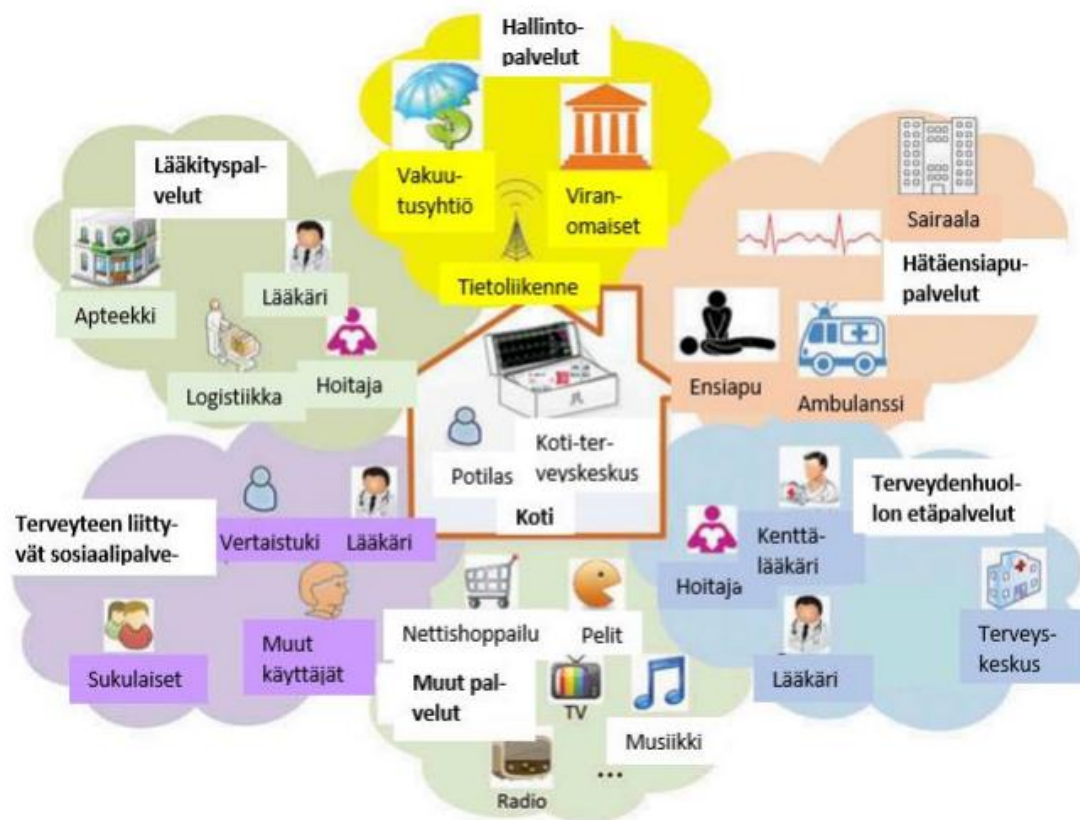 Hallinto-
palvelut
Vakuu-
tusyhtiö
Viran-
omaiset
Tietoliikenne
Lääkityspal-
velut
Apteekki
Lääkäri
Logistiikka
Hoitaja
Sairaala
Hätäensiapu-
palvelut
Ensiapu
Ambulanssi
Potilas
Koti-ter-
veyskeskus
Koti
Terveyteen liitty-
vät sosiaalipalve-
Vertaistuki
Lääkäri
Sukulaiset
Muut
käyttäjät
Terveydenhuol-
lon etäpalvelut
Hoitaja
Kenttä-
lääkäri
Lääkäri
Terveys-
keskus
Nettishoppailu
Pelit
Muut pal-
velut
TV
Musiikki
Radio
...